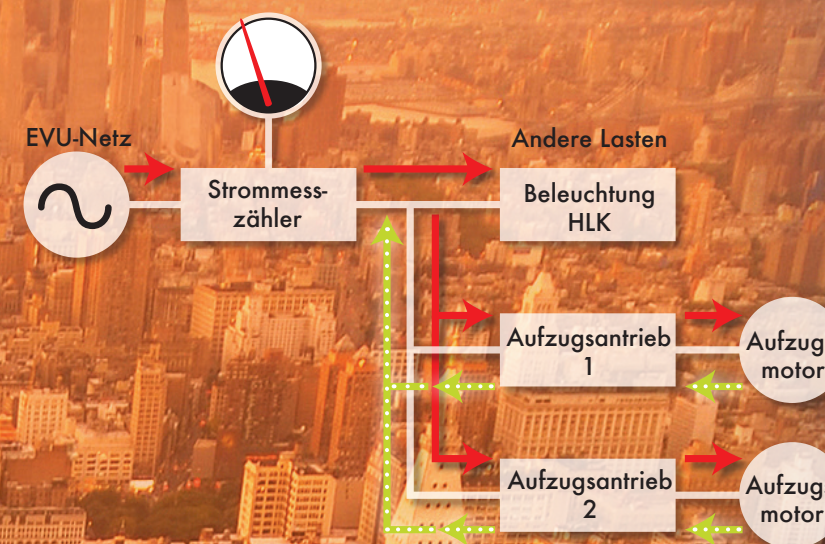 EVU-Netz
Andere Lasten
Strommess-
zähler
Beleuchtung
HLK
Aufzugsantrieb
1
Aufzug
motor
Aufzugsantrieb
2
Aufzug
motor